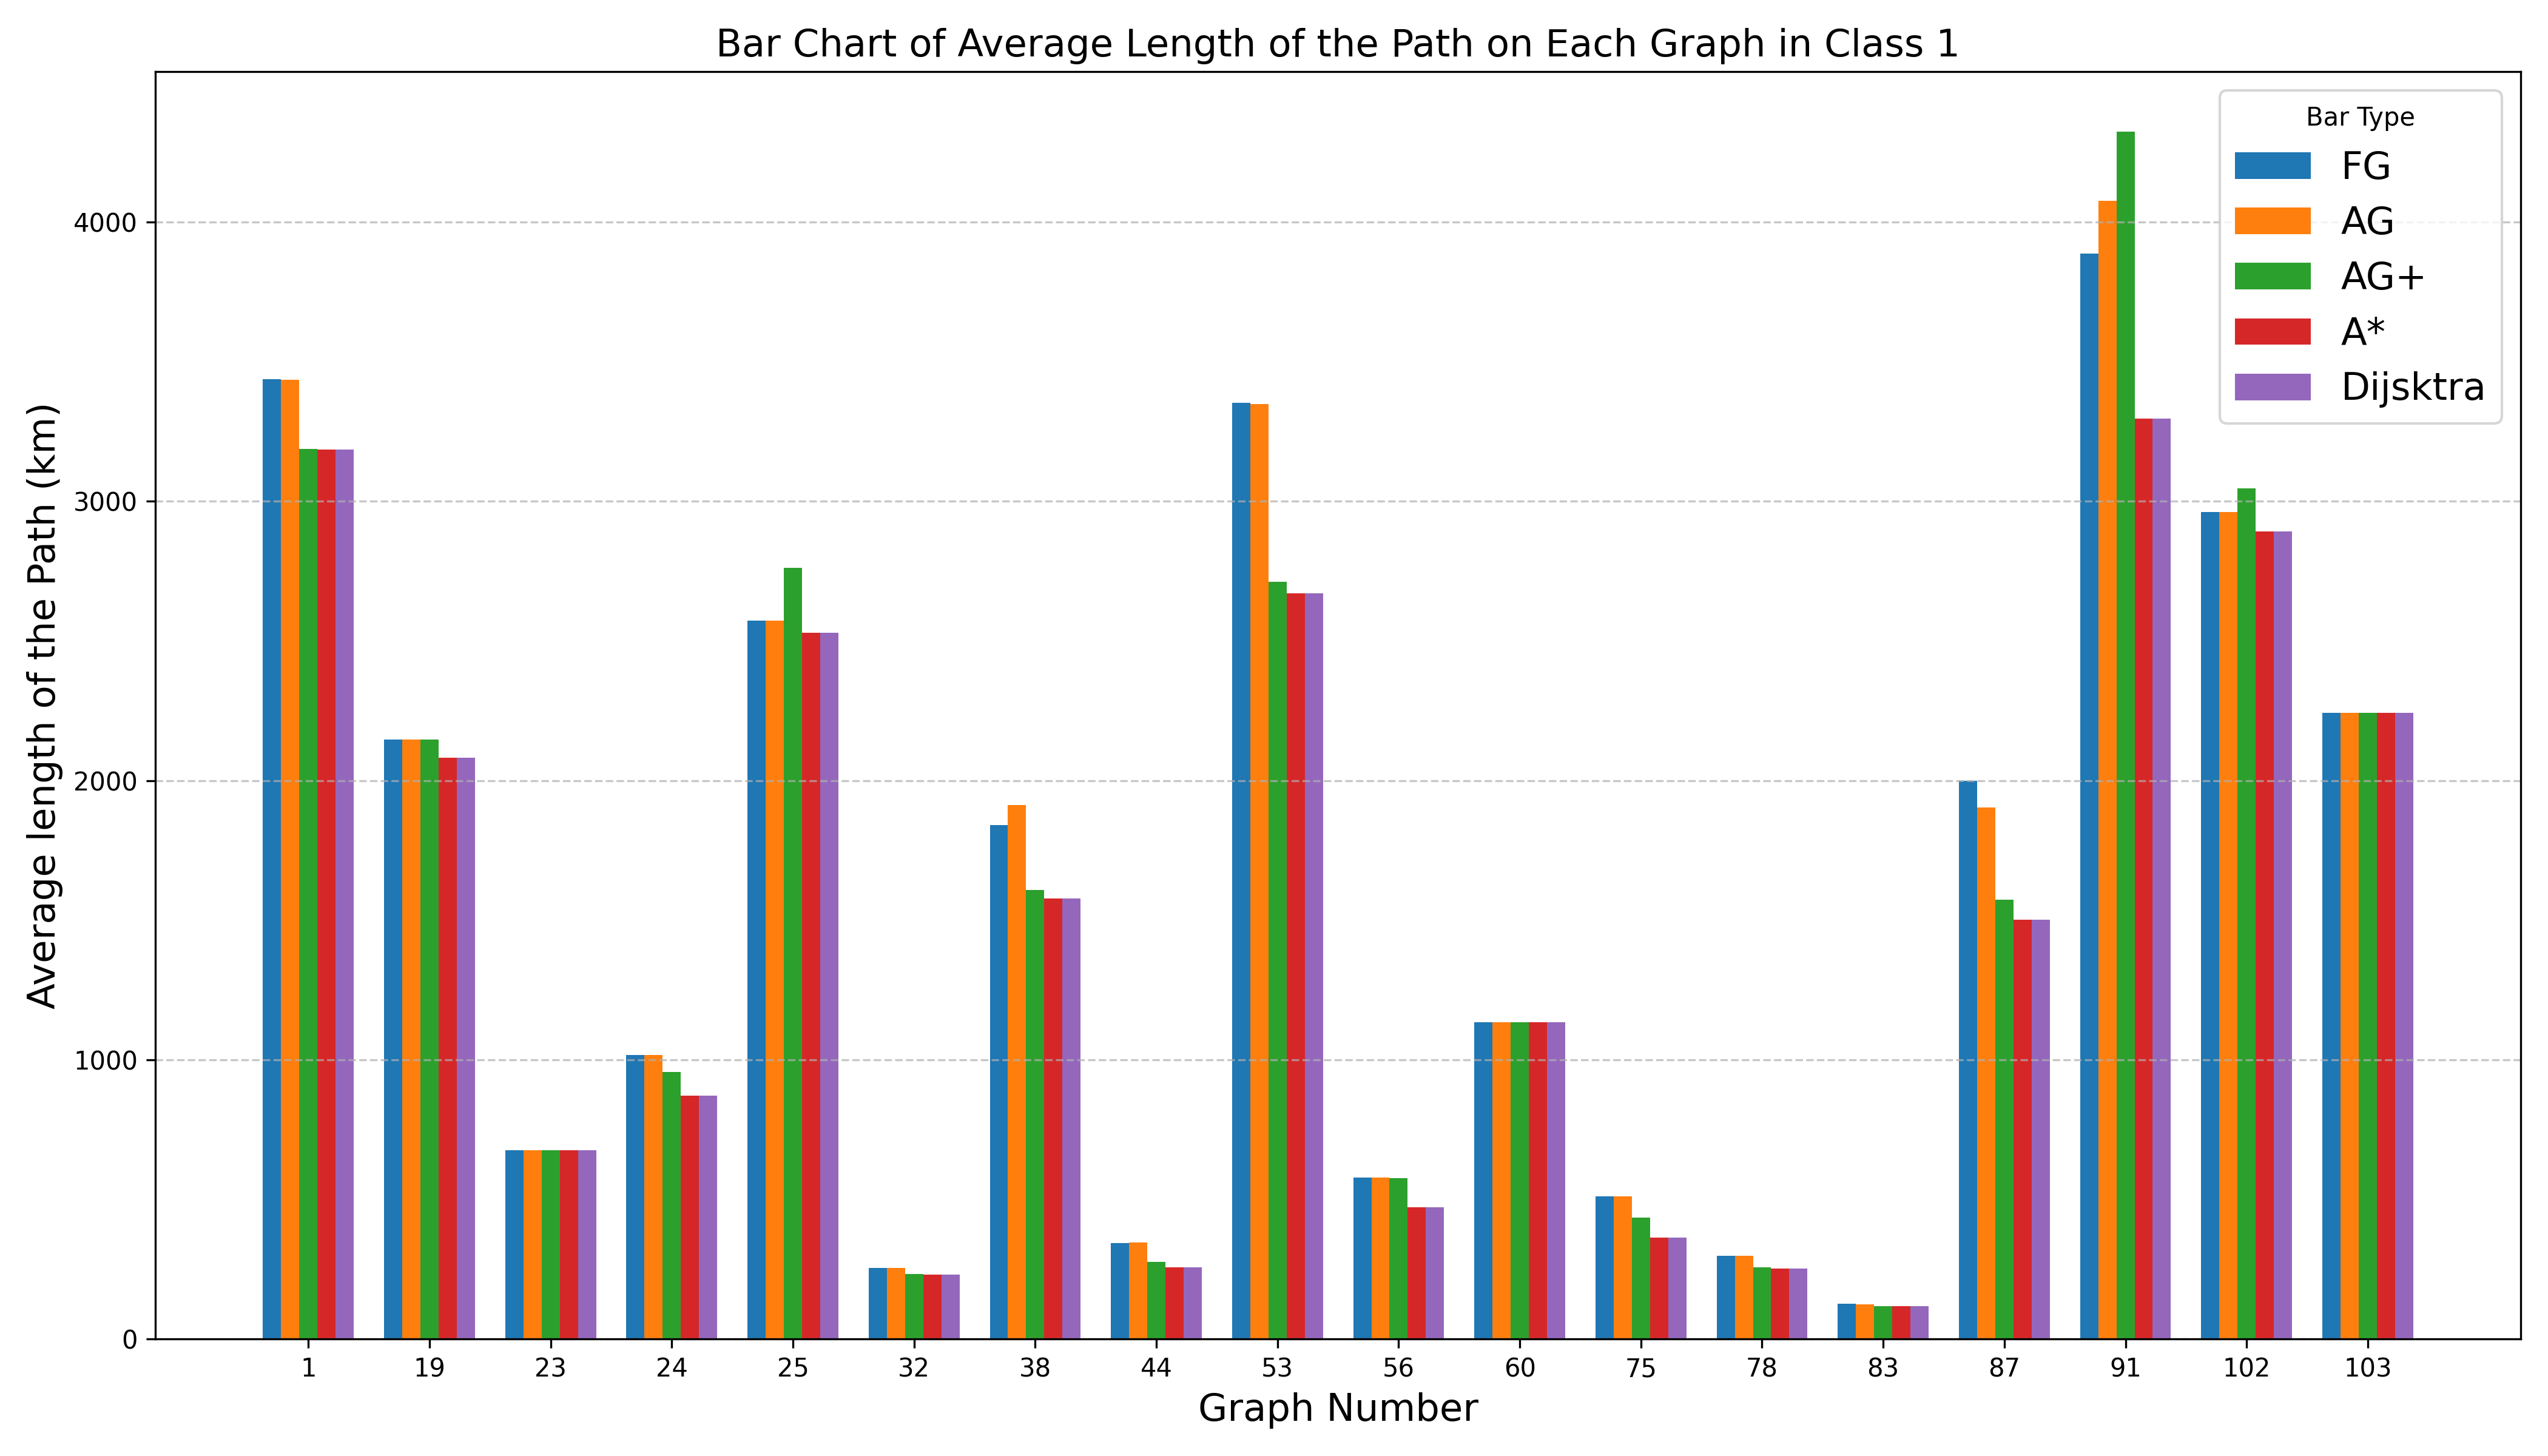 Bar Chart of Average Length of the Path on Each Graph in Class 1
Bar Type
FG
AG
AG+
A*
Dijsktra
Average length of the Path (km)
4000
3000
2000
1000
0
1 19 23 24 25 32 38 44 53 56 60 75 78 83 87 91 102 103
Graph Number